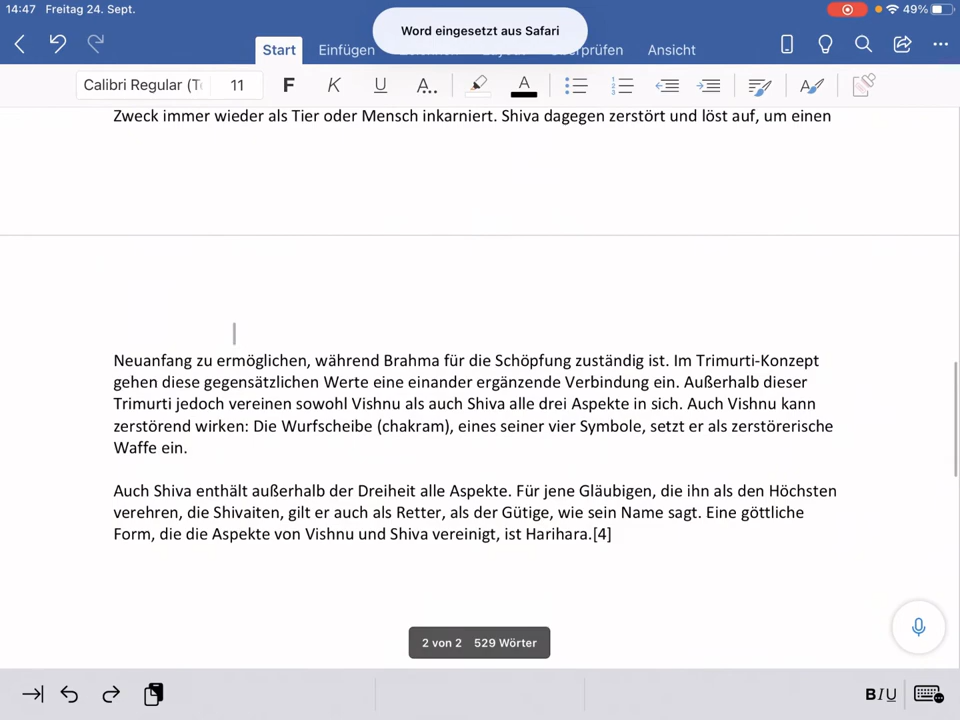 14:47 Freitag 24. Sept.
49%
Word eingesetzt aus Safari
Start Einfügen Überprüfen Ansicht
Calibri Regular (Te 11 F K U A.. A A
Zweck immer wieder als Tier oder Mensch inkarniert. Shiva dagegen zerstört und löst auf, um einen
Neuanfang zu ermöglichen, während Brahma für die Schöpfung zuständig ist. Im Trimurti-Konzept
gehen diese gegensätzlichen Werte eine einander ergänzende Verbindung ein. Außerhalb dieser
Trimurti jedoch vereinen sowohl Vishnu als auch Shiva alle drei Aspekte in sich. Auch Vishnu kann
zerstörend wirken: Die Wurfscheibe (chakram), eines seiner vier Symbole, setzt er als zerstörerische
Waffe ein.
Auch Shiva enthält außerhalb der Dreiheit alle Aspekte. Für jene Gläubigen, die ihn als den Höchsten
verehren, die Shivaiten, gilt er auch als Retter, als der Gütige, wie sein Name sagt. Eine göttliche
Form, die die Aspekte von Vishnu und Shiva vereinigt, ist Harihara.[4]
2 von 2 529 Wörter
BIU